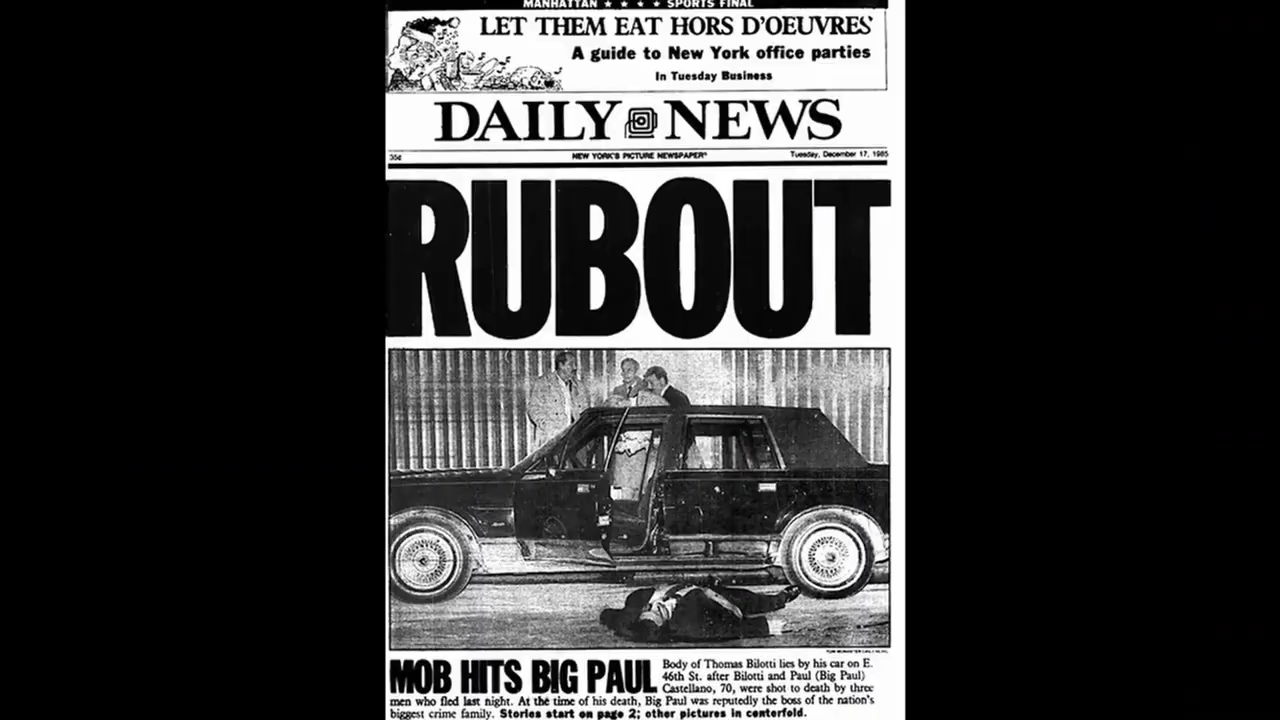 MANHATTAN ★ ★ ★ ★ SPORTS FINAL
LET THEM EAT HORS D'OEUVRES
A guide to New York office parties
In Tuesday Business
DAILY NEWS
35¢ NEW YORK'S PICTURE NEWSPAPER® Tuesday, December 17, 1985
RUBOUT
MOB HITS BIG PAUL
Body of Thomas Bilotti lies by his car on E.
46th St. after Bilotti and Paul (Big Paul)
Castellano, 70, were shot to death by three
men who fled last night. At the time of his death, Big Paul was reputedly the boss of the nation's
biggest crime family. Stories start on page 2; other pictures in centerfold.